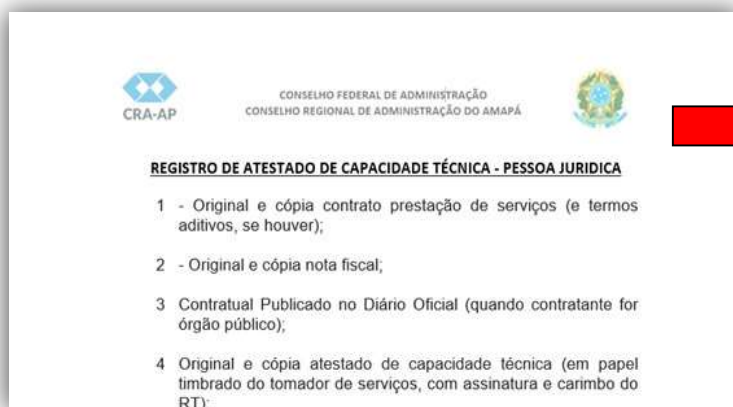 CRA-AP
CONSELHO FEDERAL DE ADMINISTRAÇÃO
CONSELHO REGIONAL DE ADMINISTRAÇÃO DO AMAPÁ
REGISTRO DE ATESTADO DE CAPACIDADE TÉCNICA - PESSOA JURIDICA
1 - Original e cópia contrato prestação de serviços (e termos
aditivos, se houver);
2 - Original e cópia nota fiscal;
3 Contratual Publicado no Diário Oficial (quando contratante for
órgão público);
4 Original e cópia atestado de capacidade técnica (em papel
timbrado do tomador de serviços, com assinatura e carimbo do
RT);